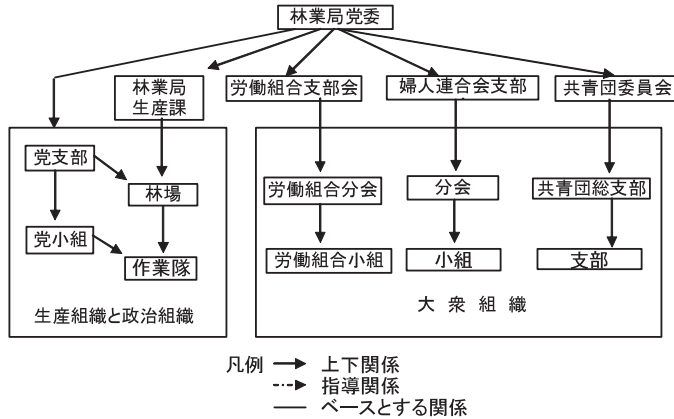 林業局党委
林業局
生産課
労働組合支部会
婦人連合会支部
共青団委員会
党支部
林場
党小組
作業隊
生産組織と政治組織
労働組合分会
分会
共青団総支部
労働組合小組
小組
支部
大衆組織
凡例
上下関係
指導関係
ベースとする関係